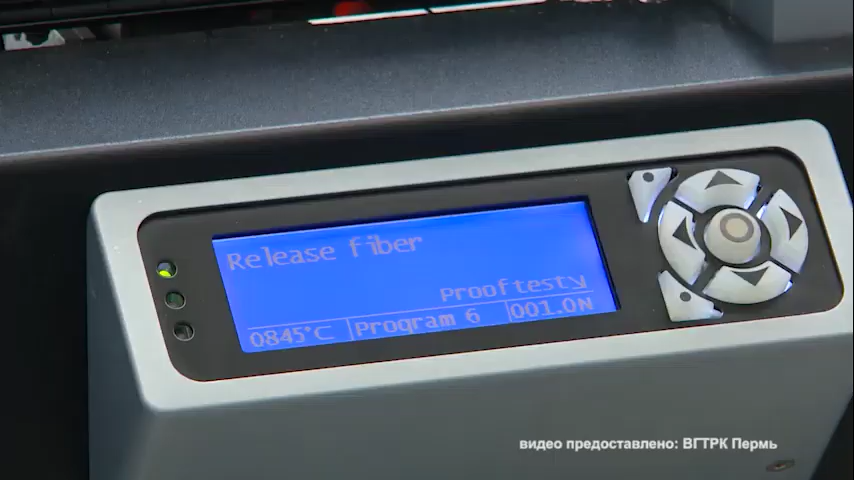 Release fiber
Prooftesty
0845°C Program 6 001.0N
видео предоставлено: ВГТРК Пермь